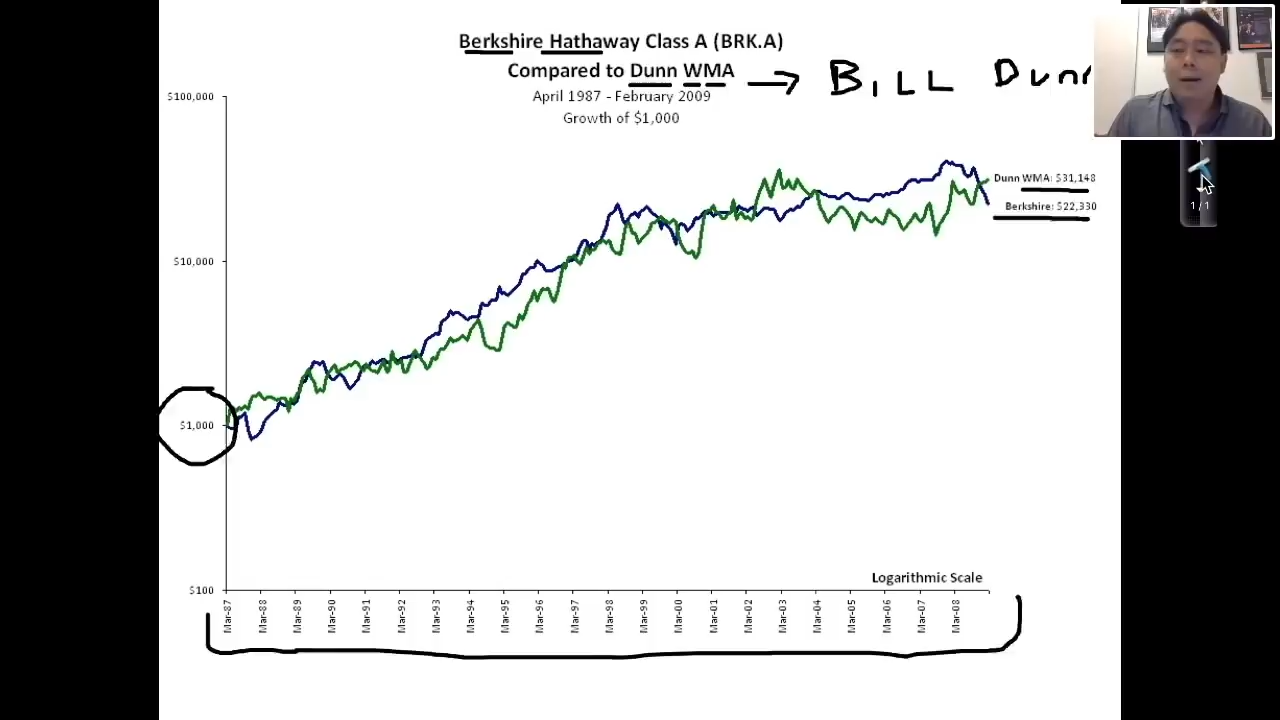 Berkshire Hathaway Class A (BRK.A)
Compared to Dunn WMA → BILL Dunn
April 1987 - February 2009
Growth of $1,000
$100,000
Dunn WMA: $31,148
Berkshire: $22,330
1/1
$10,000
$1,000
Logarithmic Scale
$100
Mar-87
Mar-88
Mar-89
Mar-90
Mar-91
Mar-92
Mar-93
Mar-94
Mar-95
Mar-96
Mar-97
Mar-98
Mar-99
Mar-00
Mar-01
Mar-02
Mar-03
Mar-04
Mar-05
Mar-06
Mar-07
Mar-08